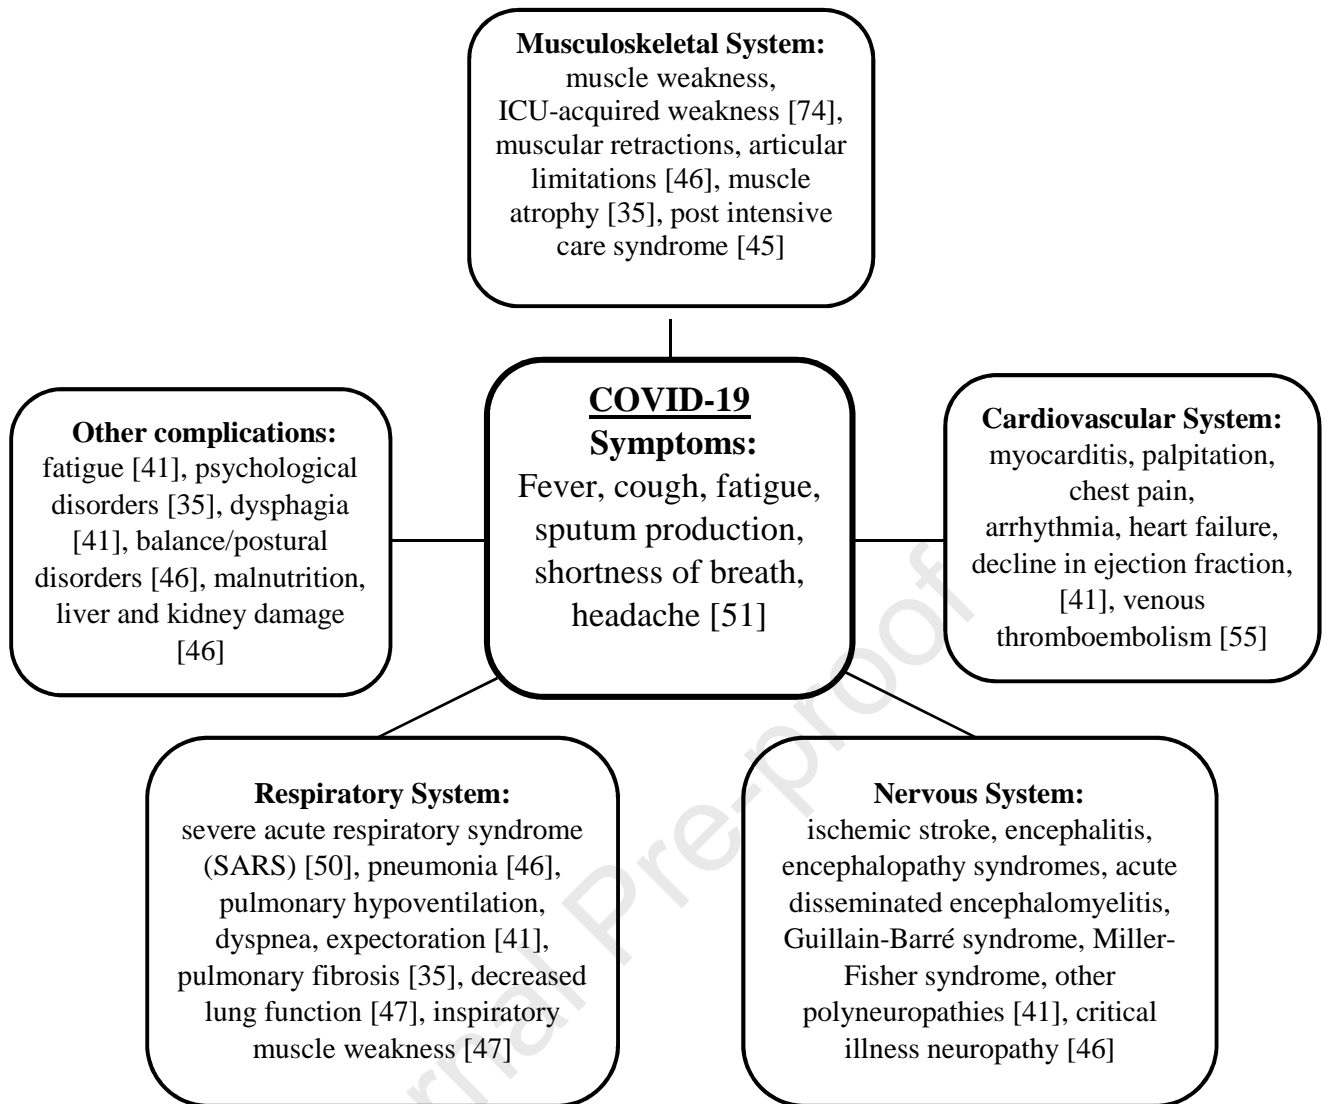 Musculoskeletal System:
muscle weakness,
ICU-acquired weakness [74],
muscular retractions, articular
limitations [46], muscle
atrophy [35], post intensive
care syndrome [45]
Other complications:
fatigue [41], psychological
disorders [35], dysphagia
[41], balance/postural
disorders [46], malnutrition,
liver and kidney damage
[46]
COVID-19
Symptoms:
Fever, cough, fatigue,
sputum production,
shortness of breath,
headache [51]
Cardiovascular System:
myocarditis, palpitation,
chest pain,
arrhythmia, heart failure,
decline in ejection fraction,
[41], venous
thromboembolism [55]
Respiratory System:
severe acute respiratory syndrome
(SARS) [50], pneumonia [46],
pulmonary hypoventilation,
dyspnea, expectoration [41],
pulmonary fibrosis [35], decreased
lung function [47], inspiratory
muscle weakness [47]
Nervous System:
ischemic stroke, encephalitis,
encephalopathy syndromes, acute
disseminated encephalomyelitis,
Guillain-Barré syndrome, Miller-
Fisher syndrome, other
polyneuropathies [41], critical
illness neuropathy [46]
rnal Pre-proof